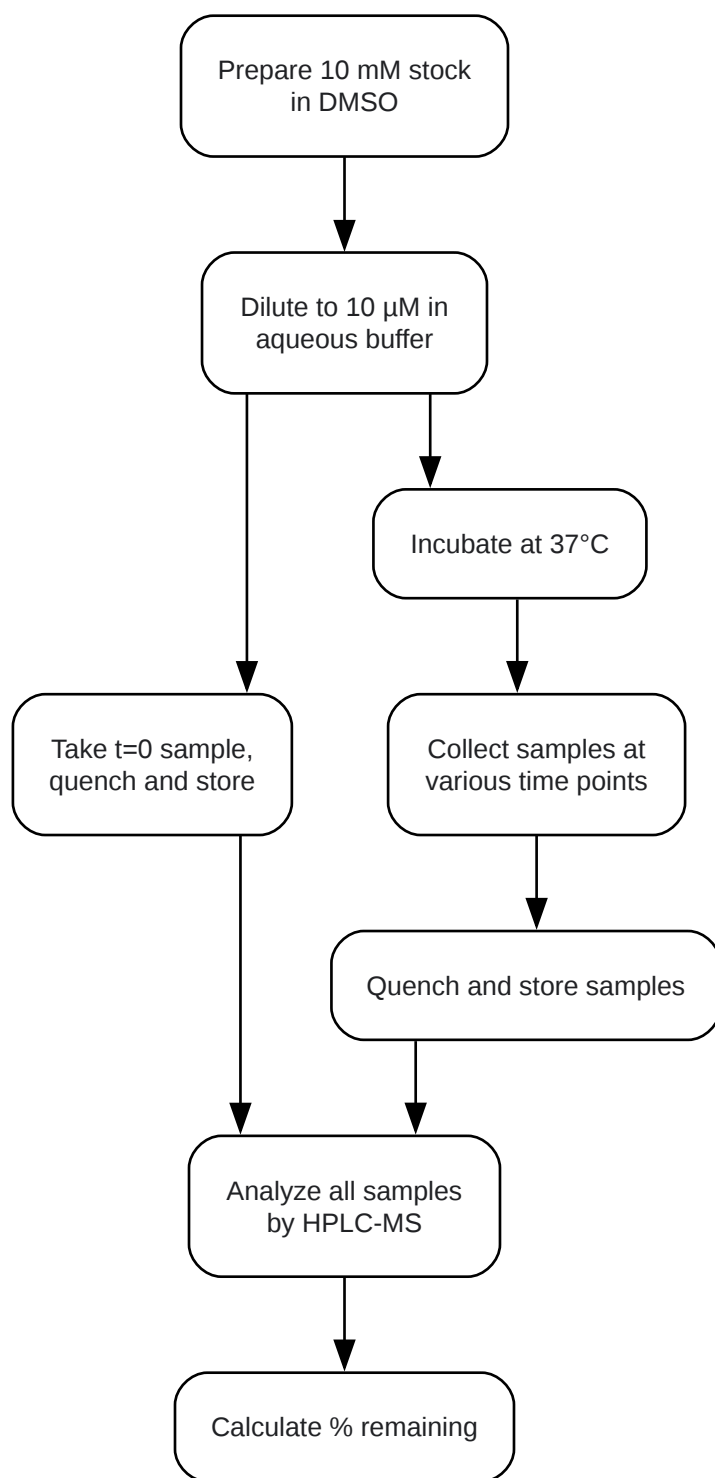 Prepare 10 mM stock
in DMSO
Dilute to 10 µM in
aqueous buffer
Incubate at 37°C
Take t=0 sample,
quench and store
Collect samples at
various time points
Quench and store samples
Analyze all samples
by HPLC-MS
Calculate % remaining